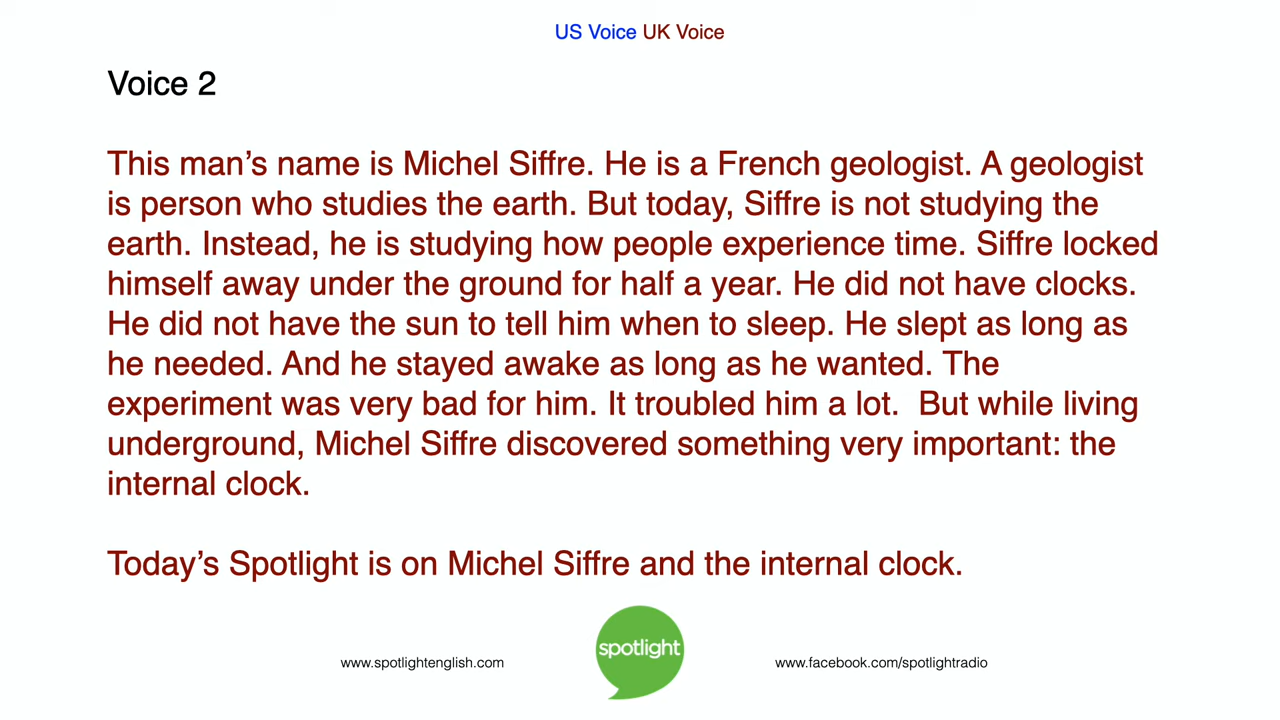 US Voice UK Voice
Voice 2
This man’s name is Michel Siffre. He is a French geologist. A geologist
is person who studies the earth. But today, Siffre is not studying the
earth. Instead, he is studying how people experience time. Siffre locked
himself away under the ground for half a year. He did not have clocks.
He did not have the sun to tell him when to sleep. He slept as long as
he needed. And he stayed awake as long as he wanted. The
experiment was very bad for him. It troubled him a lot.  But while living
underground, Michel Siffre discovered something very important: the
internal clock.
Today’s Spotlight is on Michel Siffre and the internal clock.
spotlight
www.spotlightenglish.com
www.facebook.com/spotlightradio